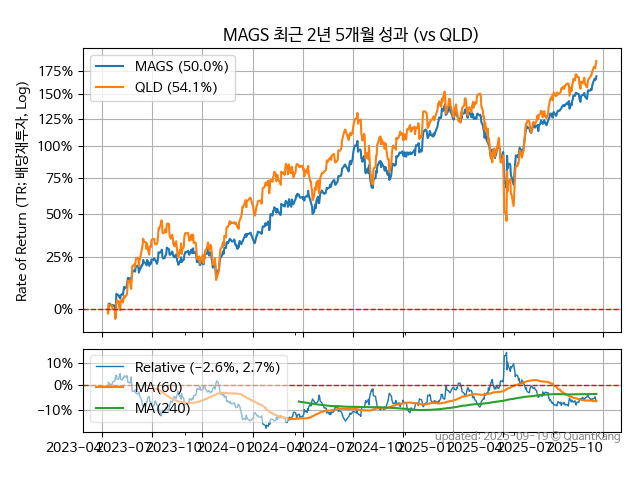 MAGS 최근 2년 5개월 성과 (vs QLD)
MAGS (50.0%)
QLD (54.1%)
Rate of Return (TR; 배당재투자, Log)
175%
150%
125%
100%
75%
50%
25%
0%
Relative (−2.6%, 2.7%)
MA(60)
MA(240)
10%
0%
−10%
2023-04 2023-07 2023-10 2024-01 2024-04 2024-07 2024-10 2025-01 2025-04 2025-07 2025-10
updated: 2025-09-19 © QuantKang